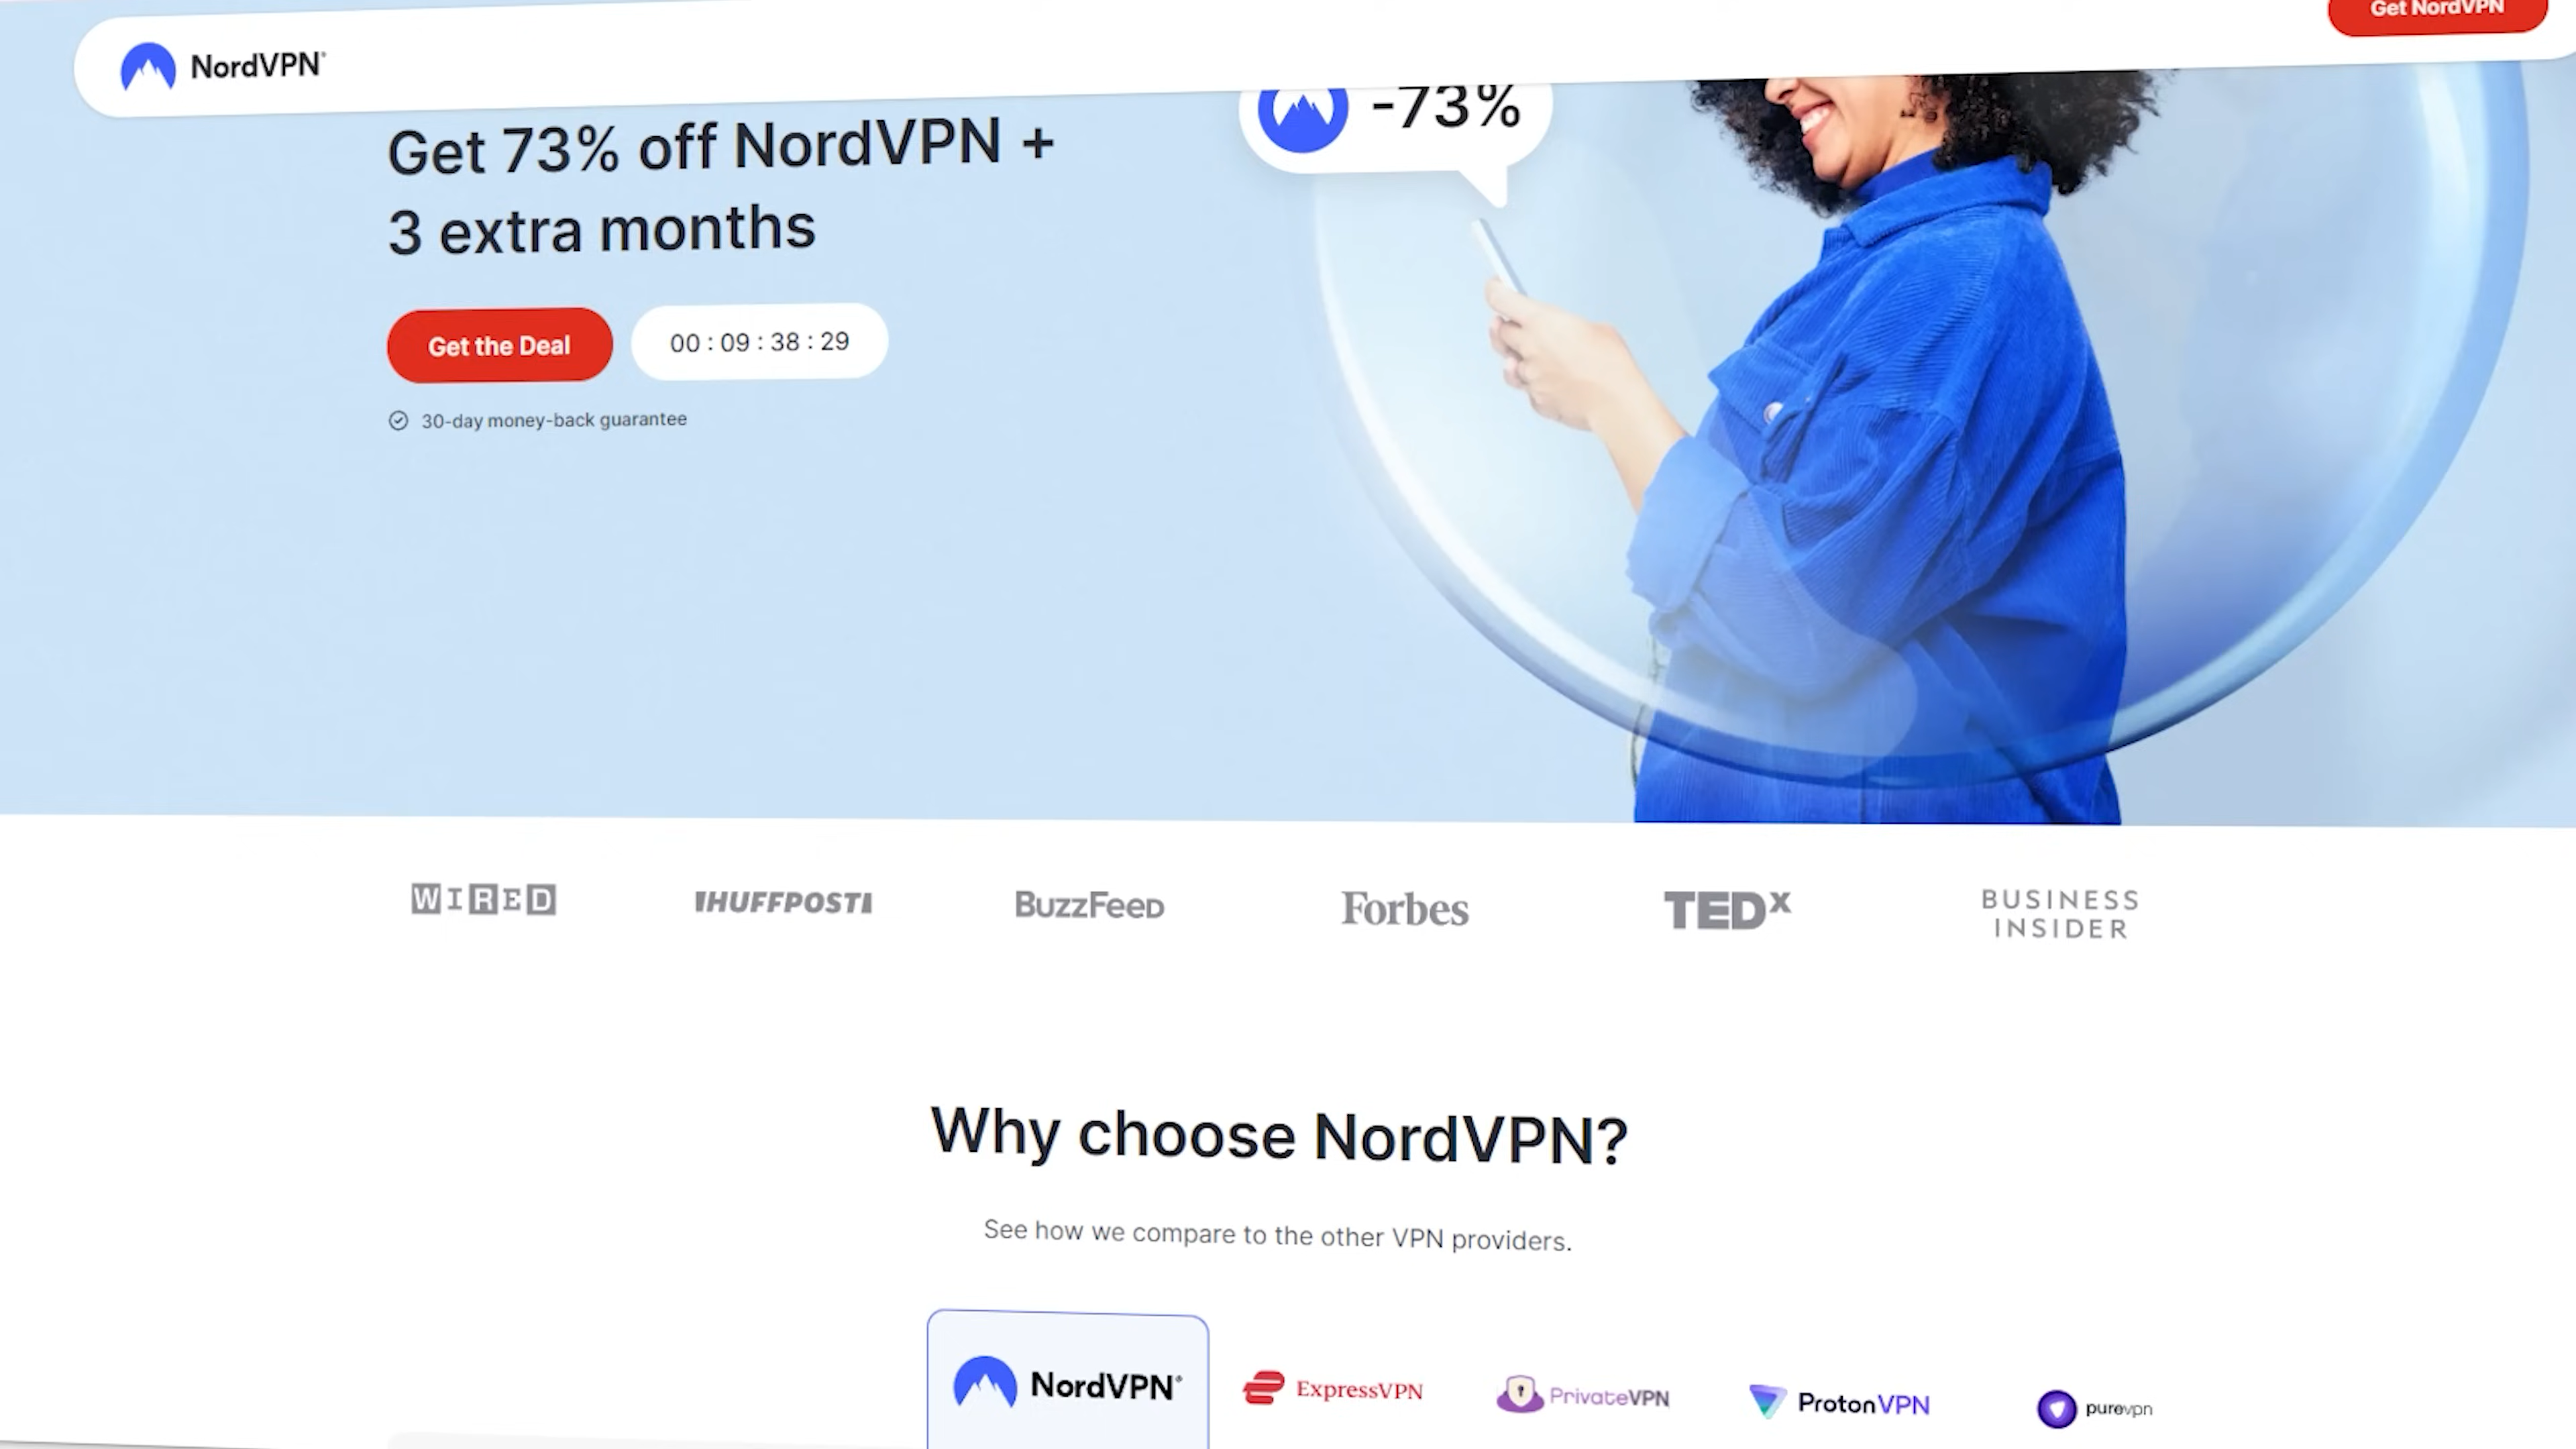 NordVPN®
Get NordVPN
-73%
Get 73% off NordVPN +
3 extra months
Get the Deal
00 : 09 : 38 : 29
30-day money-back guarantee
WIRED
HUFFPOST
BuzzFeed
Forbes
TEDx
BUSINESS
INSIDER
Why choose NordVPN?
See how we compare to the other VPN providers.
NordVPN®
ExpressVPN
PrivateVPN
ProtonVPN
purevpn